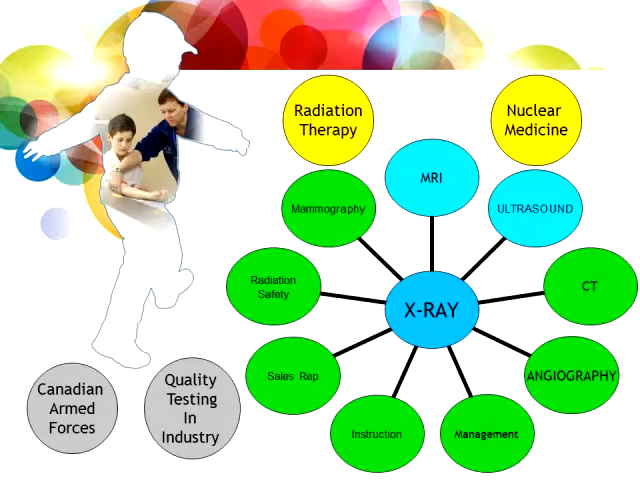 Radiation
Therapy
Nuclear
Medicine
MRI
Mammography
ULTRASOUND
Radiation
Safety
CT
X-RAY
Sales Rep
ANGIOGRAPHY
Canadian
Armed
Forces
Quality
Testing
In
Industry
Instruction
Management